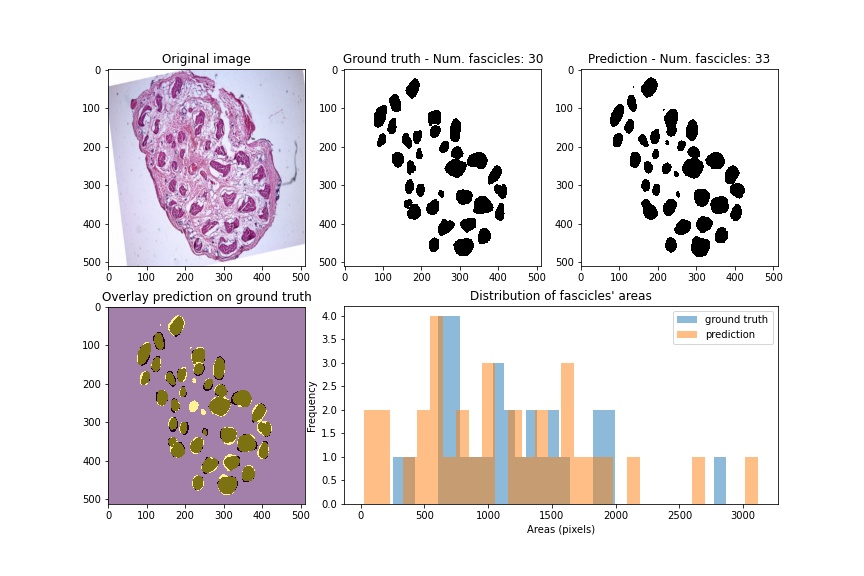 Original image
0
100
200
300
400
500
0 100 200 300 400 500
Ground truth - Num. fascicles: 30
0
100
200
300
400
500
0 100 200 300 400 500
Prediction - Num. fascicles: 33
0
100
200
300
400
500
0 100 200 300 400 500
Overlay prediction on ground truth
0
100
200
300
400
500
0 100 200 300 400 500
Distribution of fascicles' areas
ground truth
prediction
Frequency
4.0
3.5
3.0
2.5
2.0
1.5
1.0
0.5
0.0
0 500 1000 1500 2000 2500 3000
Areas (pixels)